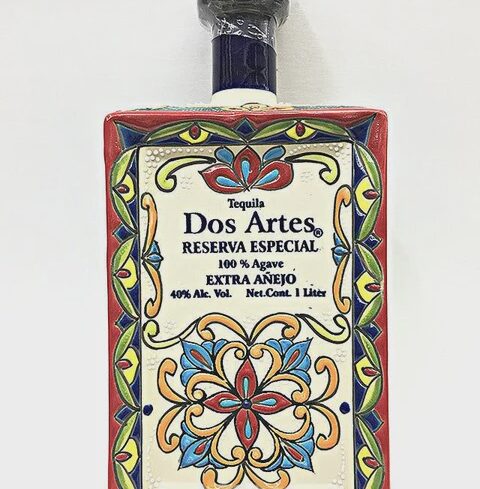 Tequila
Dos Artes®
RESERVA ESPECIAL
100 % Agave
EXTRA AÑEJO
40% Alc. Vol. Net.Cont. 1 Liter